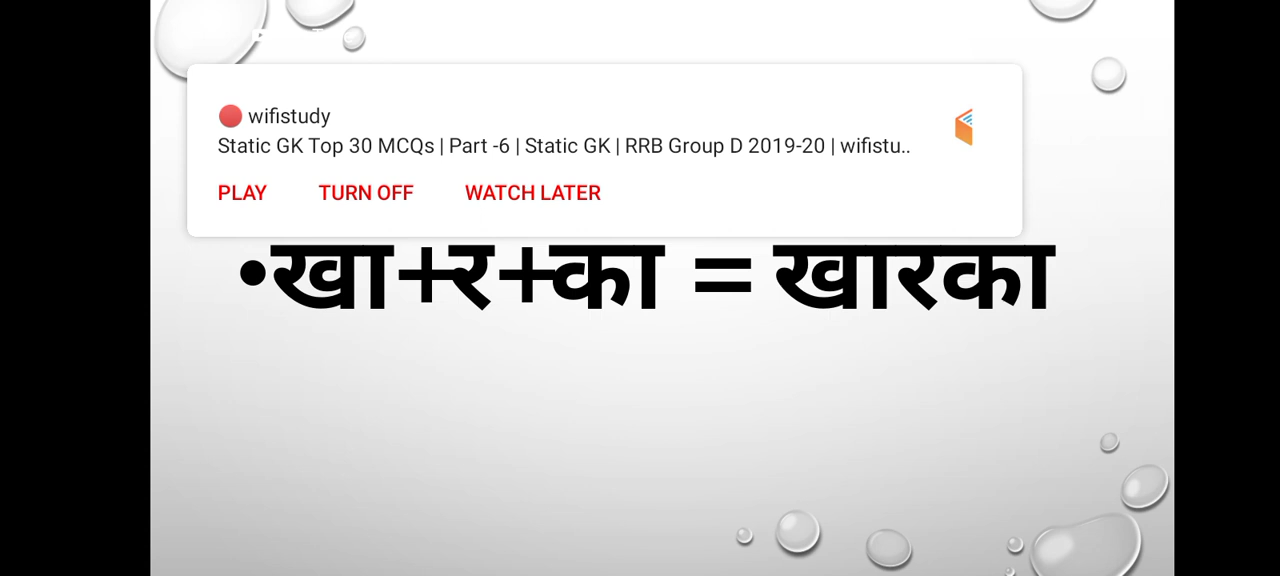 wifistudy
Static GK Top 30 MCQs | Part -6 | Static GK | RRB Group D 2019-20 | wifistu..
PLAY TURN OFF WATCH LATER
•खा+र+का = खारका